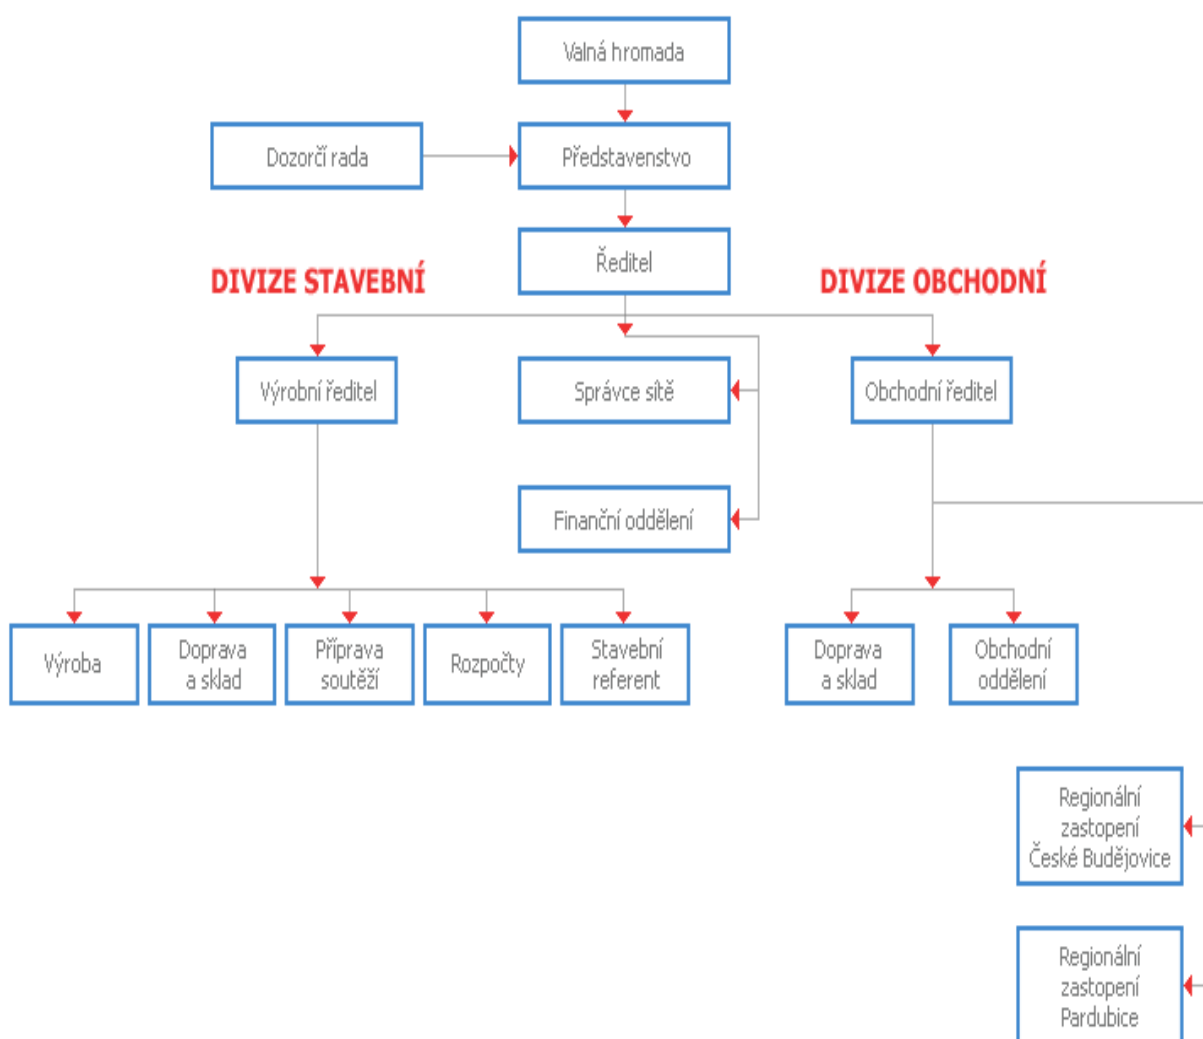 Valná hromada
Dozorčí rada
Představenstvo
Ředitel
DIVIZE STAVEBNÍ
DIVIZE OBCHODNÍ
Výrobní ředitel
Správce sítě
Obchodní ředitel
Finanční oddělení
Výroba
Doprava
a sklad
Příprava
soutěží
Rozpočty
Stavební
referent
Doprava
a sklad
Obchodní
oddělení
Regionální
zastopení
České Budějovice
Regionální
zastopení
Pardubice